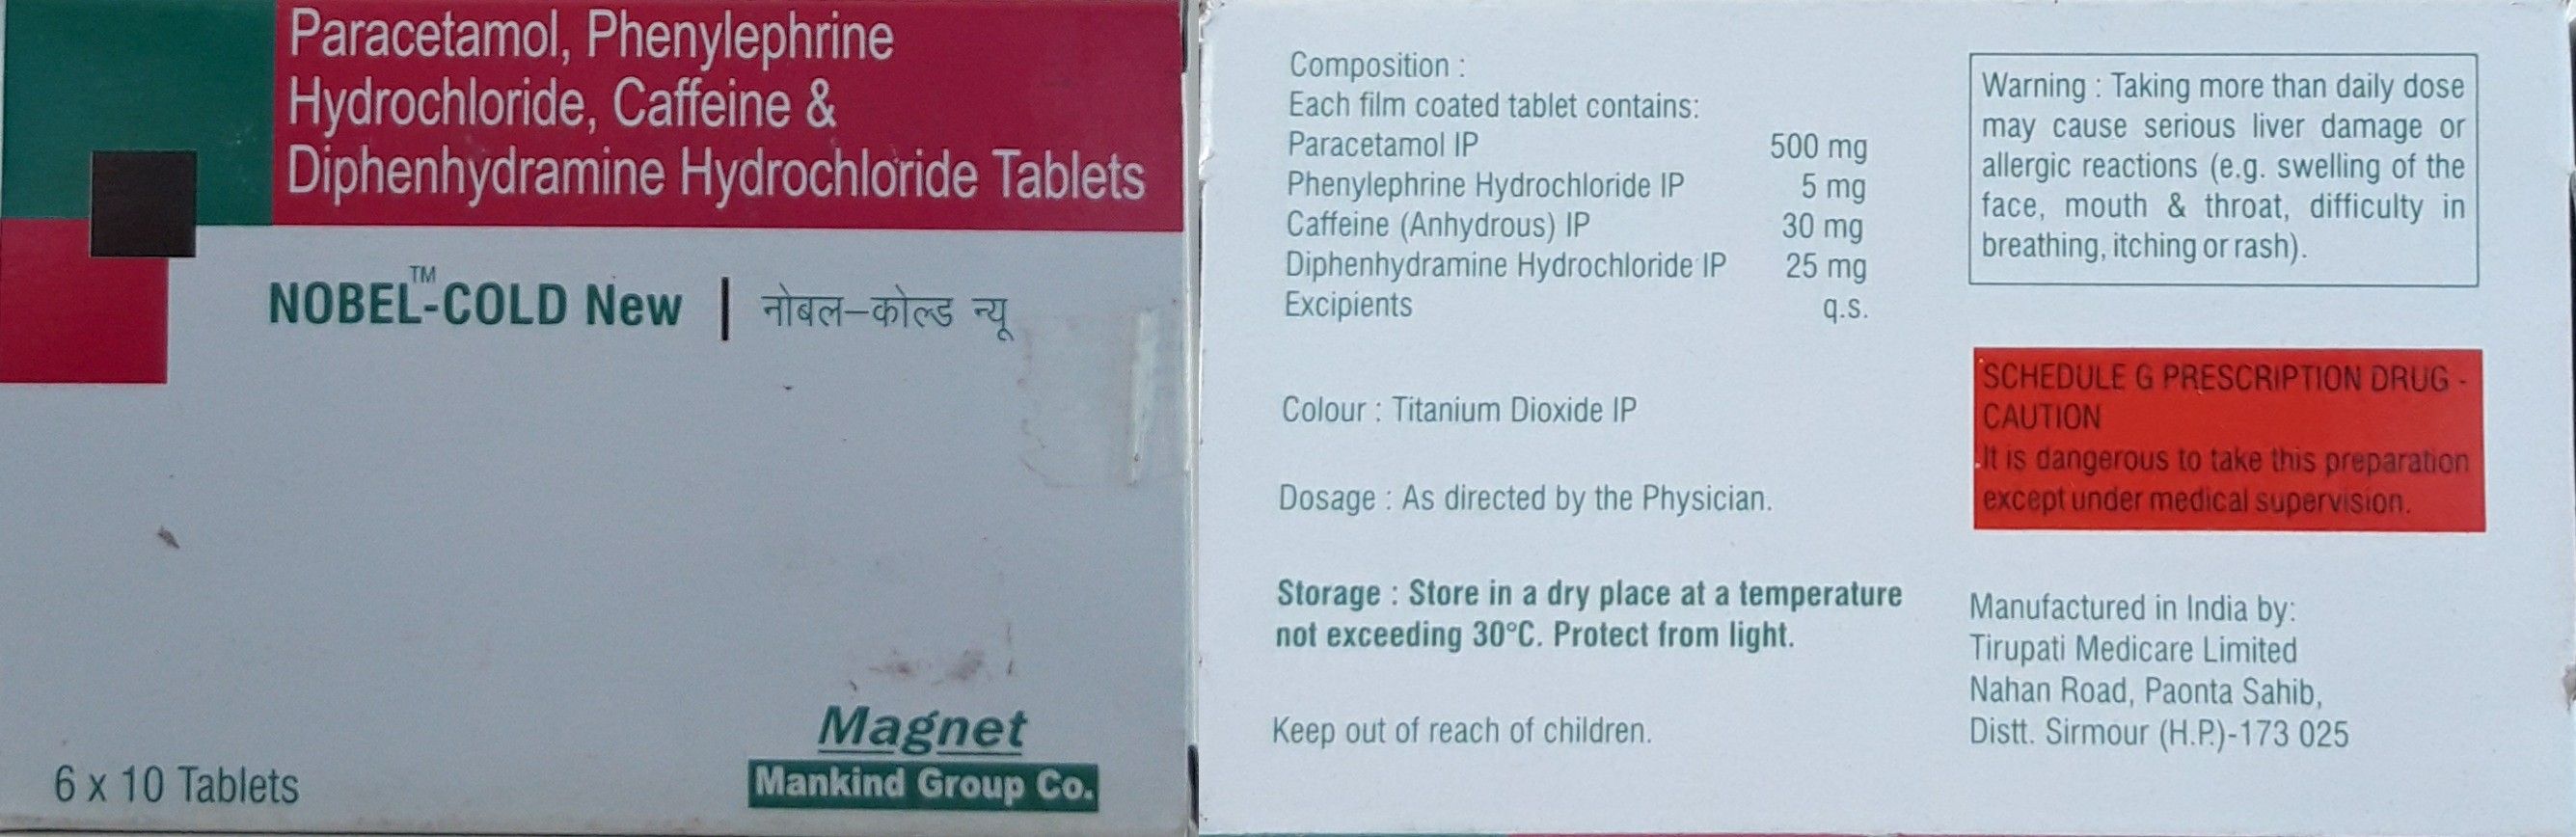 Paracetamol, Phenylephrine
Hydrochloride, Caffeine &
Diphenhydramine Hydrochloride Tablets
NOBEL™-COLD New | नोबल–कोल्ड न्यू
6 x 10 Tablets
Magnet
Mankind Group Co.
Composition :
Each film coated tablet contains:
Paracetamol IP 500 mg
Phenylephrine Hydrochloride IP 5 mg
Caffeine (Anhydrous) IP 30 mg
Diphenhydramine Hydrochloride IP 25 mg
Excipients q.s.
Colour : Titanium Dioxide IP
Dosage : As directed by the Physician.
Storage : Store in a dry place at a temperature
not exceeding 30°C. Protect from light.
Keep out of reach of children.
Warning : Taking more than daily dose
may cause serious liver damage or
allergic reactions (e.g. swelling of the
face, mouth & throat, difficulty in
breathing, itching or rash).
SCHEDULE G PRESCRIPTION DRUG -
CAUTION
It is dangerous to take this preparation
except under medical supervision.
Manufactured in India by:
Tirupati Medicare Limited
Nahan Road, Paonta Sahib,
Distt. Sirmour (H.P.)-173 025